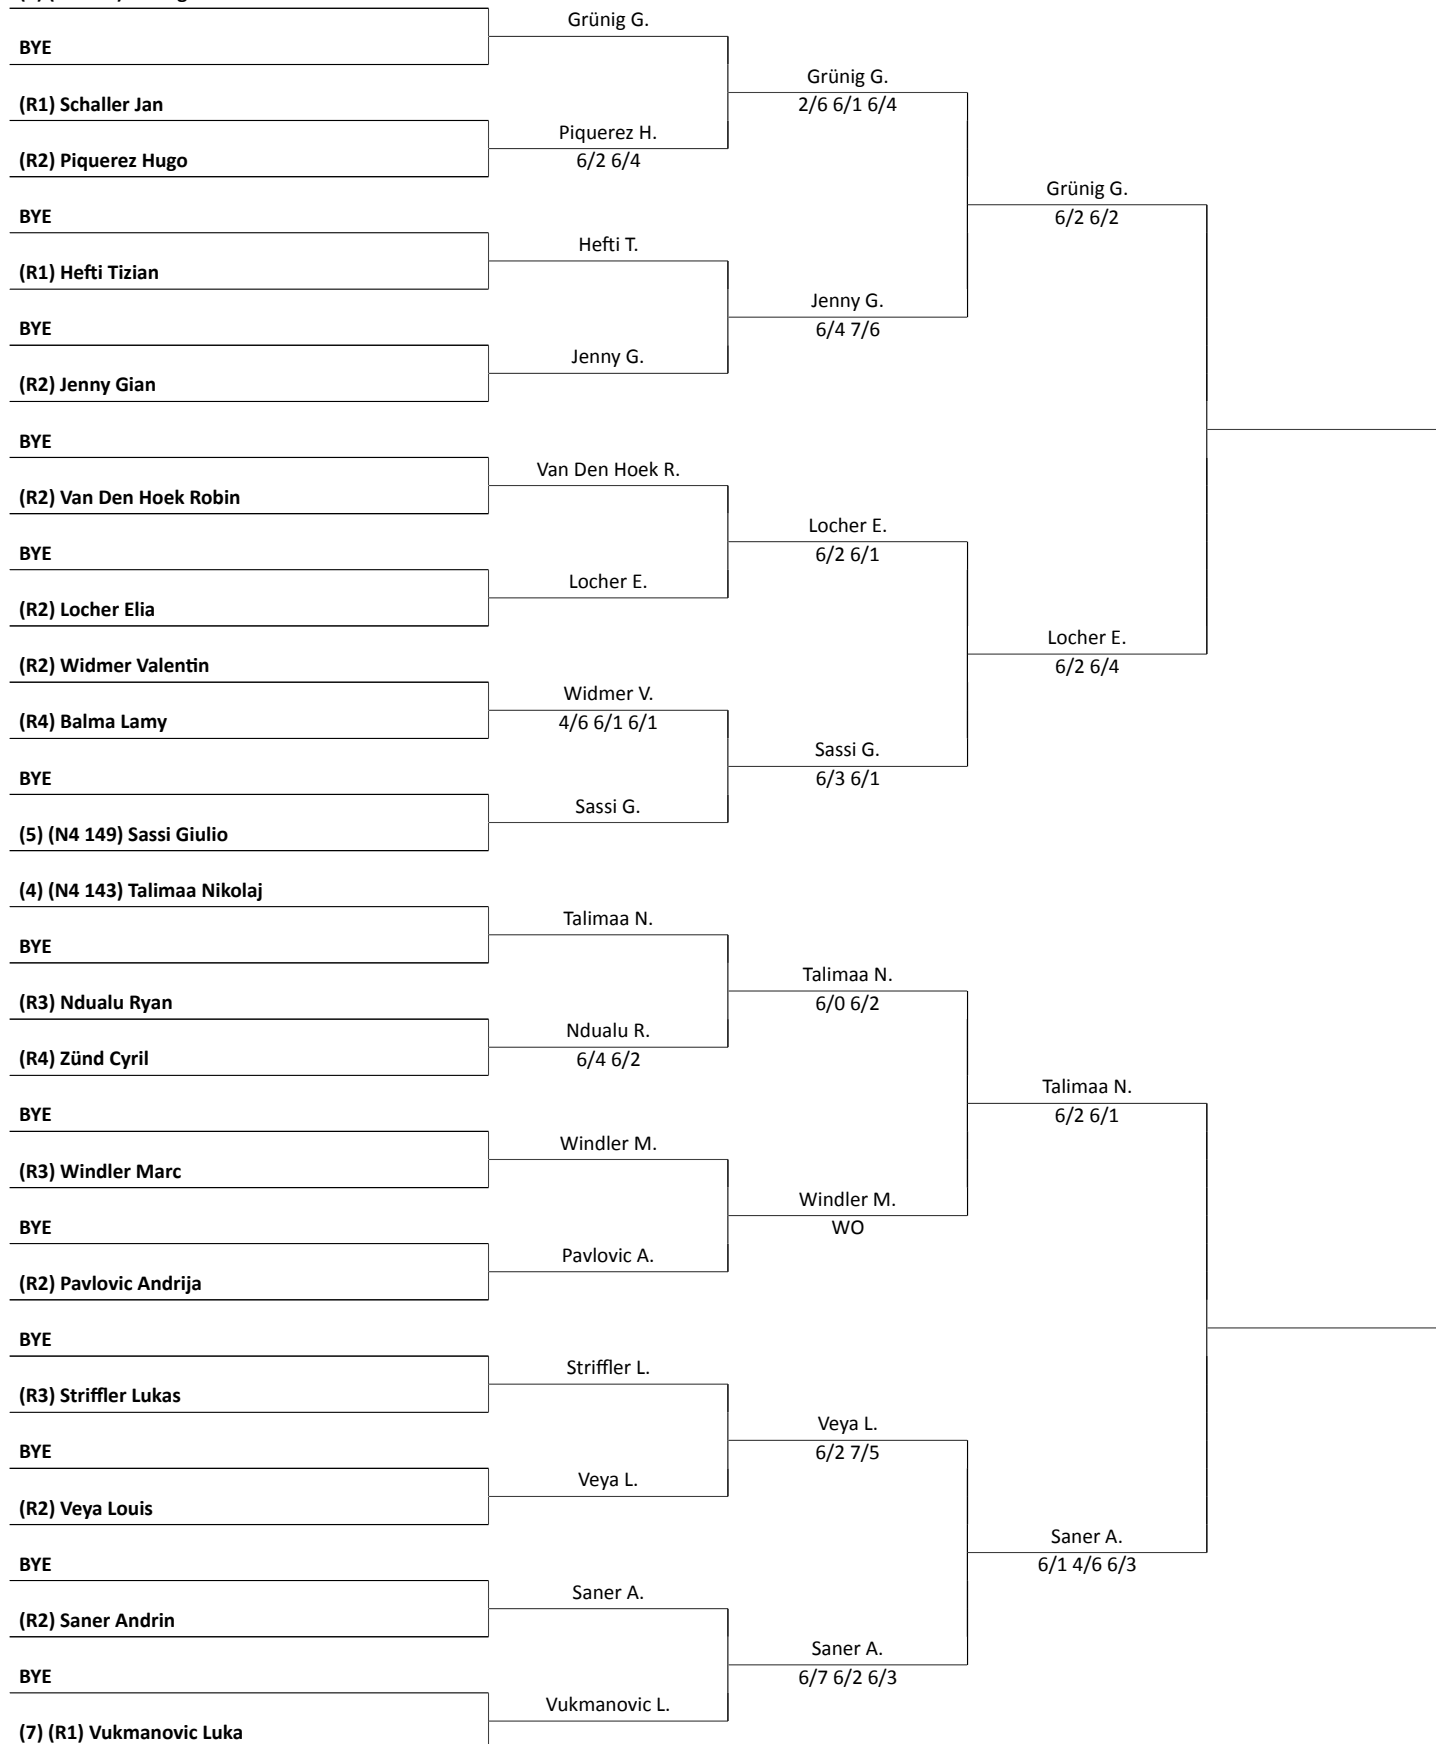 BYE
(R1) Schaller Jan
(R2) Piquerez Hugo
BYE
(R1) Hefti Tizian
BYE
(R2) Jenny Gian
BYE
(R2) Van Den Hoek Robin
BYE
(R2) Locher Elia
(R2) Widmer Valentin
(R4) Balma Lamy
BYE
(5) (N4 149) Sassi Giulio
(4) (N4 143) Talimaa Nikolaj
BYE
(R3) Ndualu Ryan
(R4) Zünd Cyril
BYE
(R3) Windler Marc
BYE
(R2) Pavlovic Andrija
BYE
(R3) Striffler Lukas
BYE
(R2) Veya Louis
BYE
(R2) Saner Andrin
BYE
(7) (R1) Vukmanovic Luka
Grünig G.
Piquerez H.
6/2 6/4
Hefti T.
Jenny G.
Van Den Hoek R.
Locher E.
Widmer V.
4/6 6/1 6/1
Sassi G.
Talimaa N.
Ndualu R.
6/4 6/2
Windler M.
Pavlovic A.
Striffler L.
Veya L.
Saner A.
Vukmanovic L.
Grünig G.
2/6 6/1 6/4
Jenny G.
6/4 7/6
Locher E.
6/2 6/1
Sassi G.
6/3 6/1
Talimaa N.
6/0 6/2
Windler M.
WO
Veya L.
6/2 7/5
Saner A.
6/7 6/2 6/3
Grünig G.
6/2 6/2
Locher E.
6/2 6/4
Talimaa N.
6/2 6/1
Saner A.
6/1 4/6 6/3